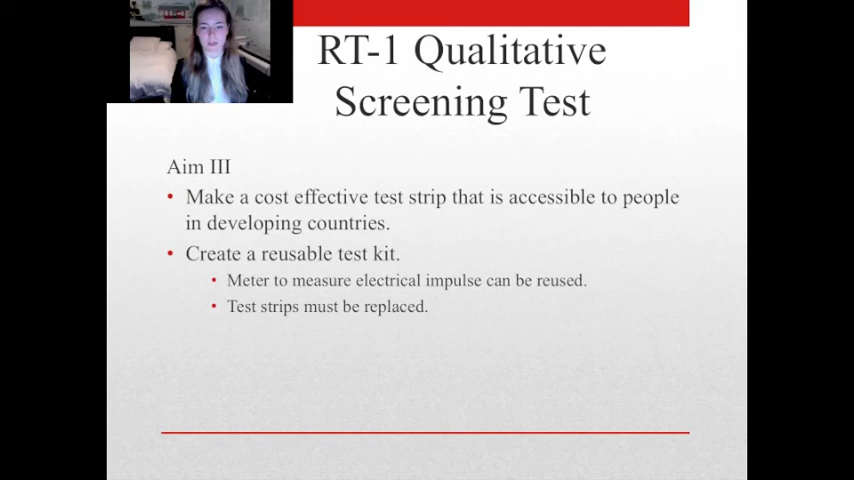 RT-1 Qualitative
Screening Test
Aim III
• Make a cost effective test strip that is accessible to people
in developing countries.
• Create a reusable test kit.
• Meter to measure electrical impulse can be reused.
• Test strips must be replaced.